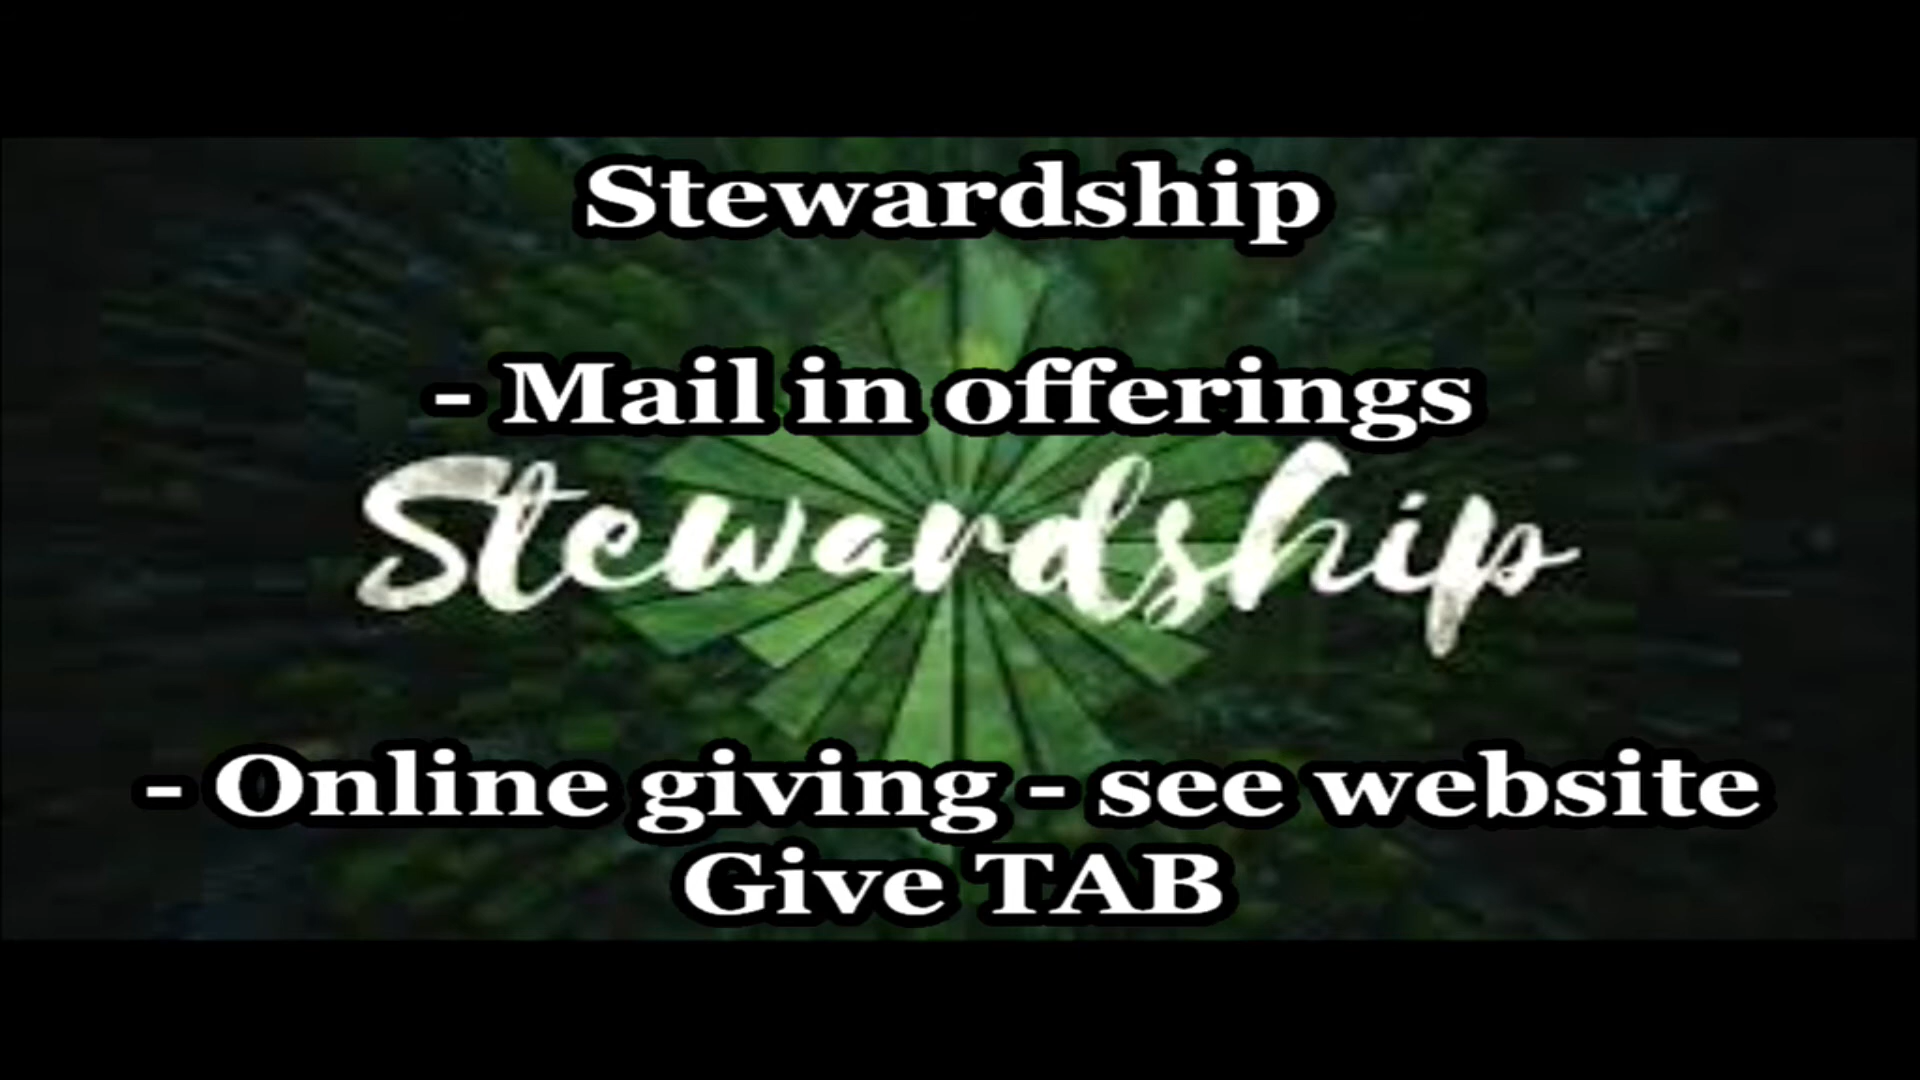 Stewardship
- Mail in offerings
Stewardship
- Online giving - see website
Give TAB